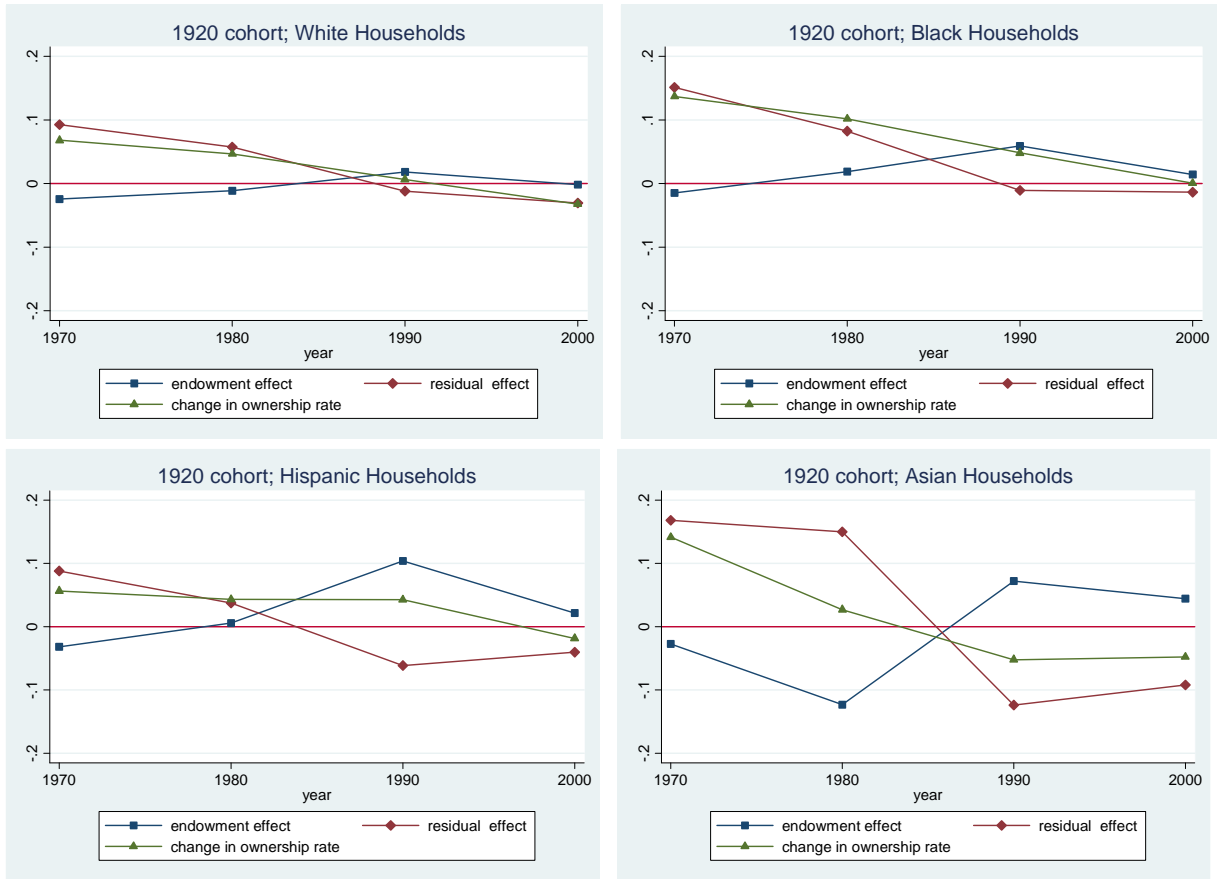 1920 cohort; White Households
.2
.1
0
-.1
-.2
1970 1980 1990 2000
year
endowment effect residual effect
change in ownership rate
1920 cohort; Black Households
.2
.1
0
-.1
-.2
1970 1980 1990 2000
year
endowment effect residual effect
change in ownership rate
1920 cohort; Hispanic Households
.2
.1
0
-.1
-.2
1970 1980 1990 2000
year
endowment effect residual effect
change in ownership rate
1920 cohort; Asian Households
.2
.1
0
-.1
-.2
1970 1980 1990 2000
year
endowment effect residual effect
change in ownership rate